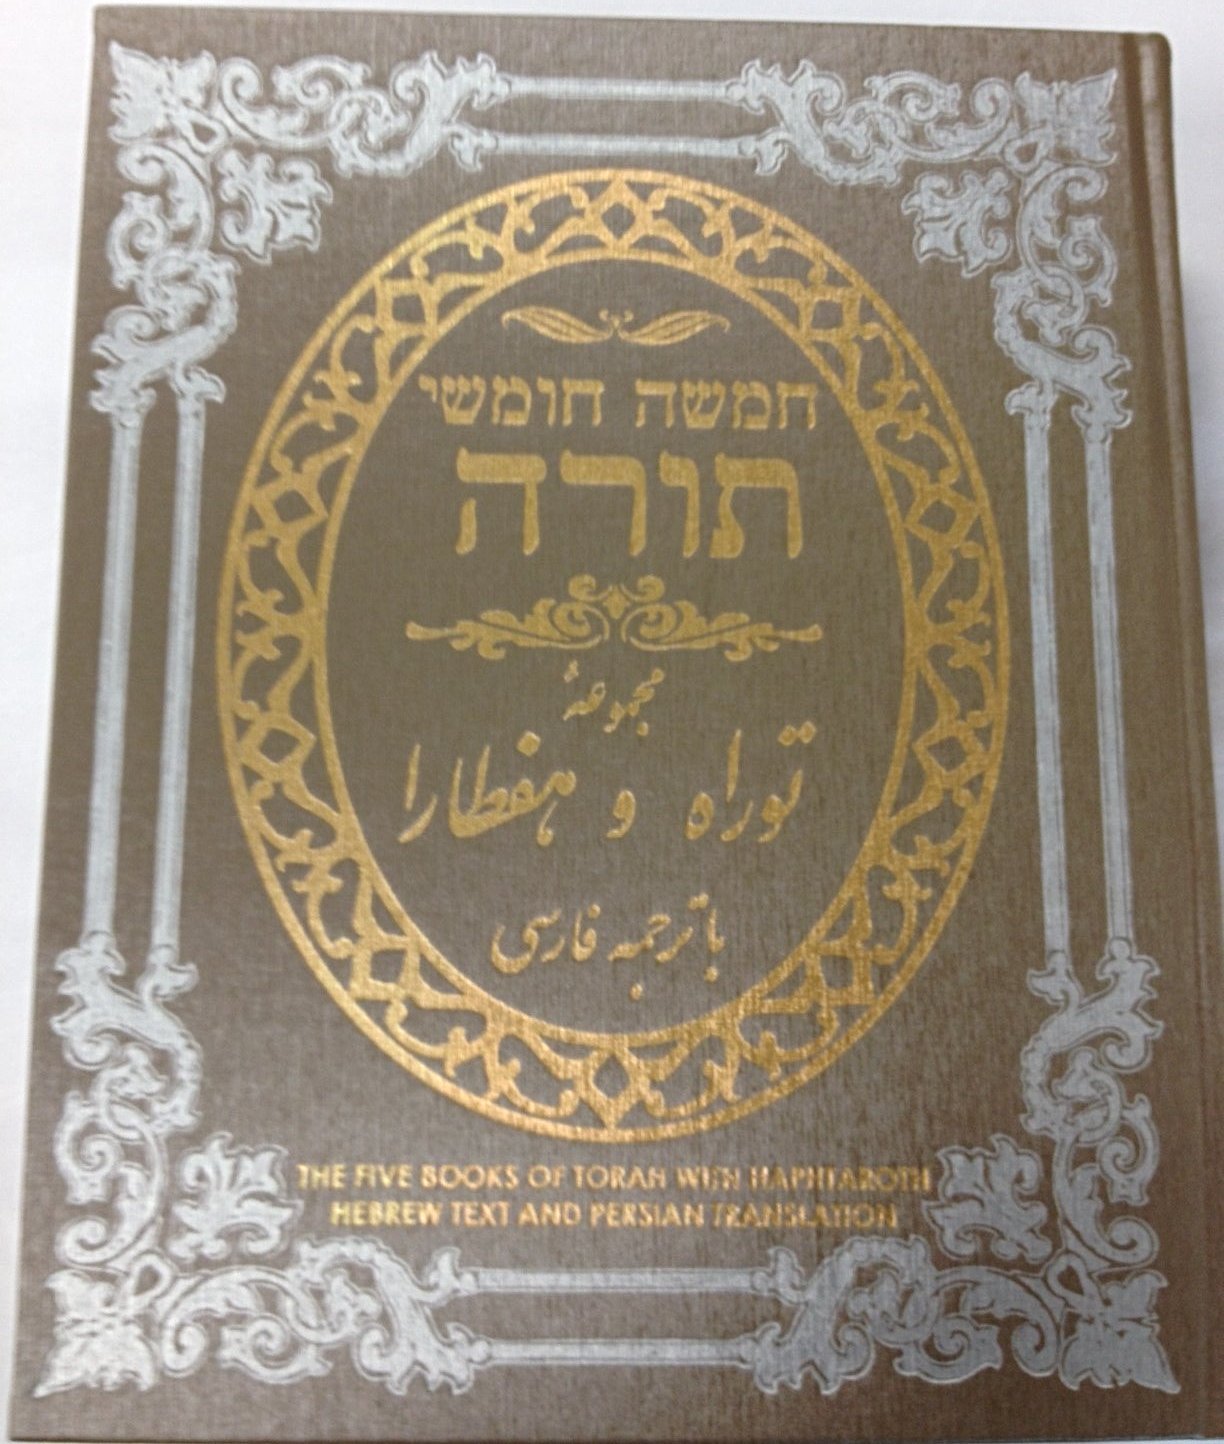 חמשה חומשי
תורה
مجموعهٔ
توراه و هفطارا
با ترجمه فارسی
THE FIVE BOOKS OF TORAH WITH HAPHTAROTH
HEBREW TEXT AND PERSIAN TRANSLATION